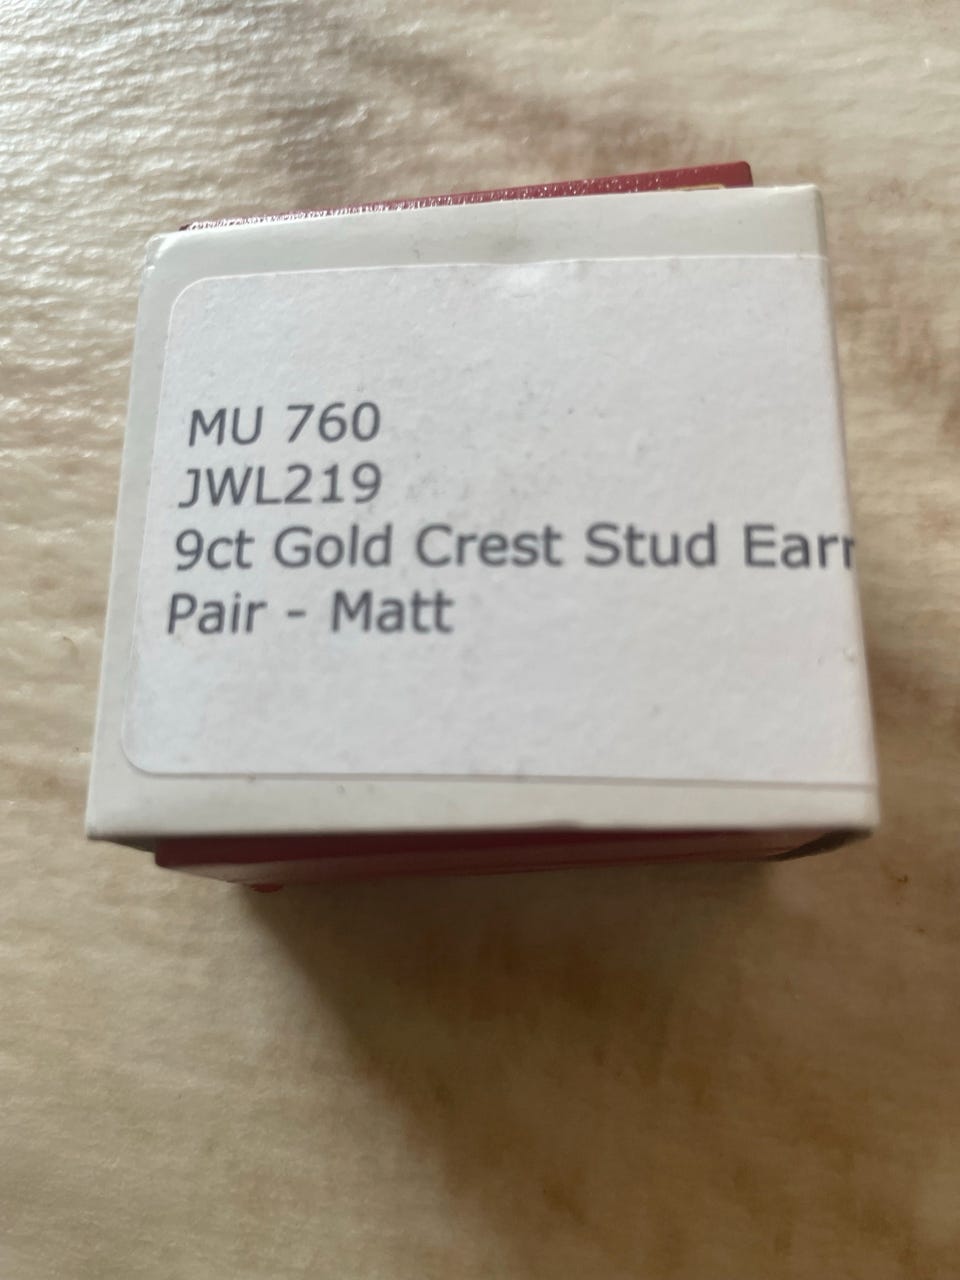 MU 760
JWL219
9ct Gold Crest Stud Earr
Pair - Matt